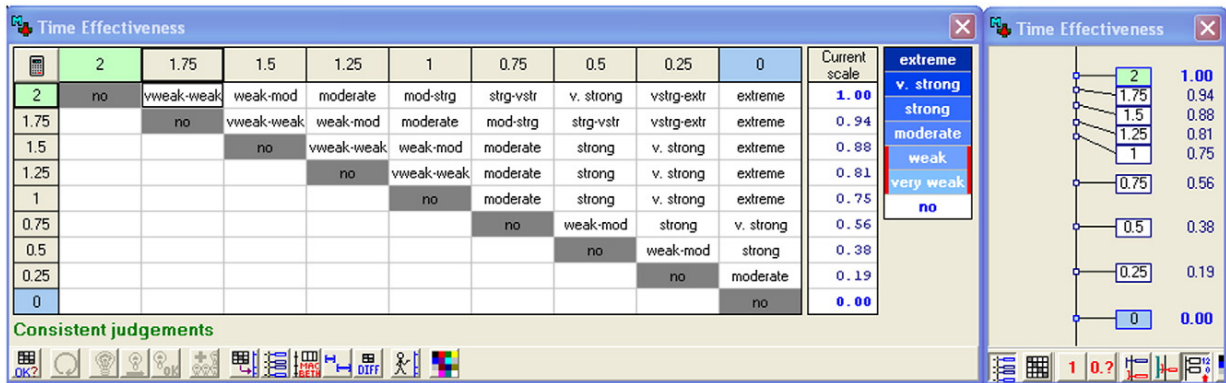 Time Effectiveness
2 1.75 1.5 1.25 1 0.75 0.5 0.25 0 Current scale extreme
2 no vweak-weak weak-mod moderate mod-strg strg-vstr v. strong vstrg-extr extreme 1.00 v. strong
1.75 no vweak-weak weak-mod moderate mod-strg strg-vstr vstrg-extr extreme 0.94 strong
1.5 no vweak-weak weak-mod moderate strong v. strong extreme 0.88 moderate
1.25 no vweak-weak moderate strong v. strong extreme 0.81 weak
1 no moderate strong v. strong extreme 0.75 very weak
0.75 no weak-mod strong v. strong 0.56 no
0.5 no weak-mod strong 0.38
0.25 no moderate 0.19
0 no 0.00
Consistent judgements
OK? OK MAC BETH DIFF
Time Effectiveness
2 1.00
1.75 0.94
1.5 0.88
1.25 0.81
1 0.75
0.75 0.56
0.5 0.38
0.25 0.19
0 0.00
1 0.?